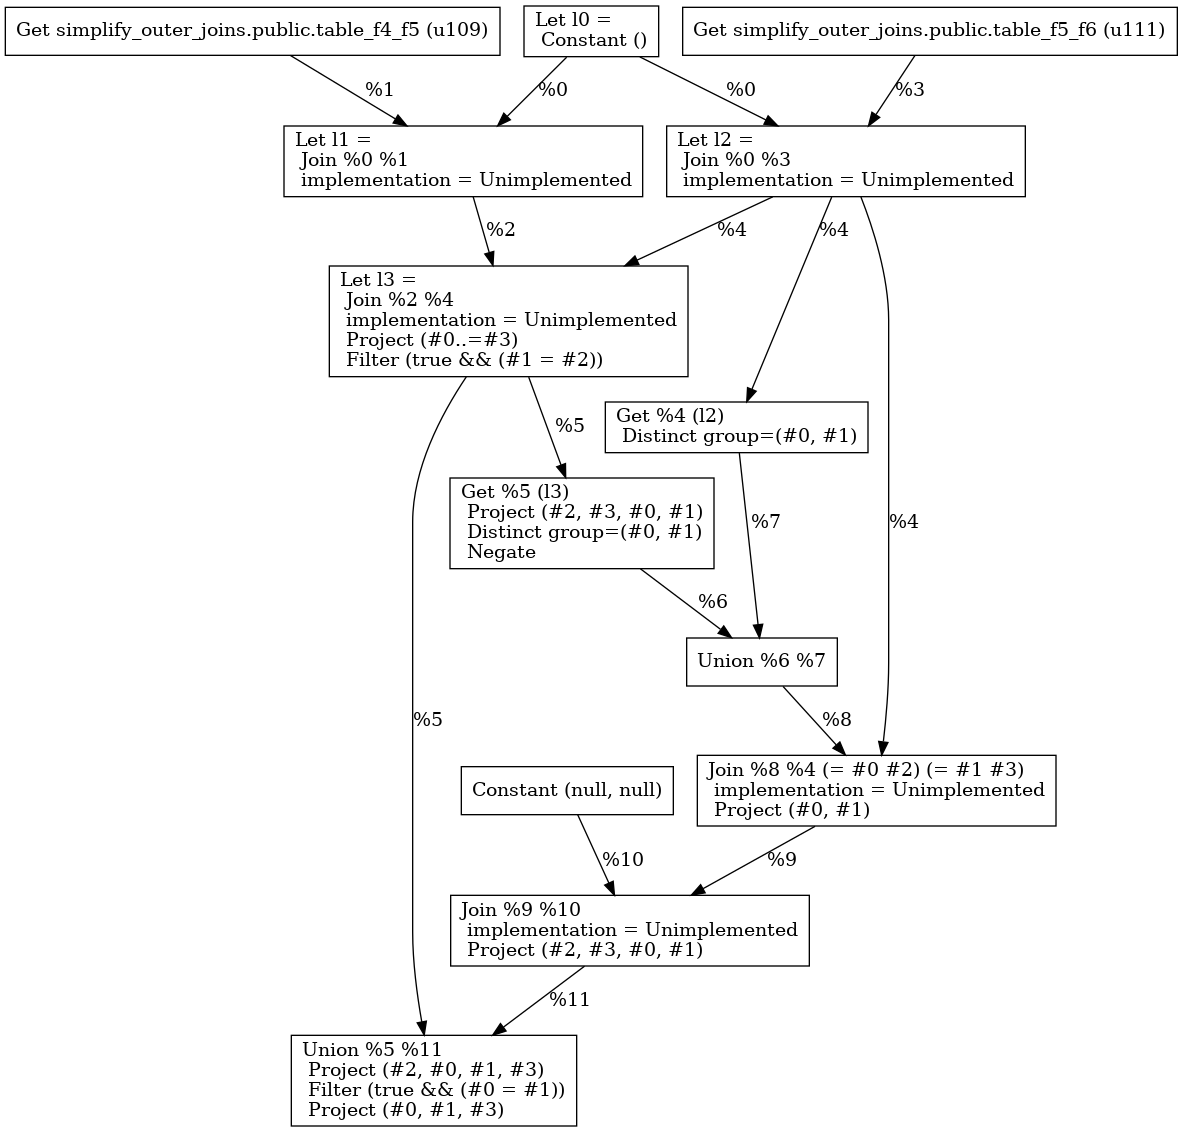 Get simplify_outer_joins.public.table_f4_f5 (u109)
Let l0 =
Constant ()
Get simplify_outer_joins.public.table_f5_f6 (u111)
%1
%0
%0
%3
Let l1 =
Join %0 %1
implementation = Unimplemented
Let l2 =
Join %0 %3
implementation = Unimplemented
%2
%4
%4
Let l3 =
Join %2 %4
implementation = Unimplemented
Project (#0..=#3)
Filter (true && (#1 = #2))
Get %4 (l2)
Distinct group=(#0, #1)
%5
Get %5 (l3)
Project (#2, #3, #0, #1)
Distinct group=(#0, #1)
Negate
%7
%4
%6
Union %6 %7
%5
%8
Constant (null, null)
Join %8 %4 (= #0 #2) (= #1 #3)
implementation = Unimplemented
Project (#0, #1)
%10
%9
Join %9 %10
implementation = Unimplemented
Project (#2, #3, #0, #1)
%11
Union %5 %11
Project (#2, #0, #1, #3)
Filter (true && (#0 = #1))
Project (#0, #1, #3)